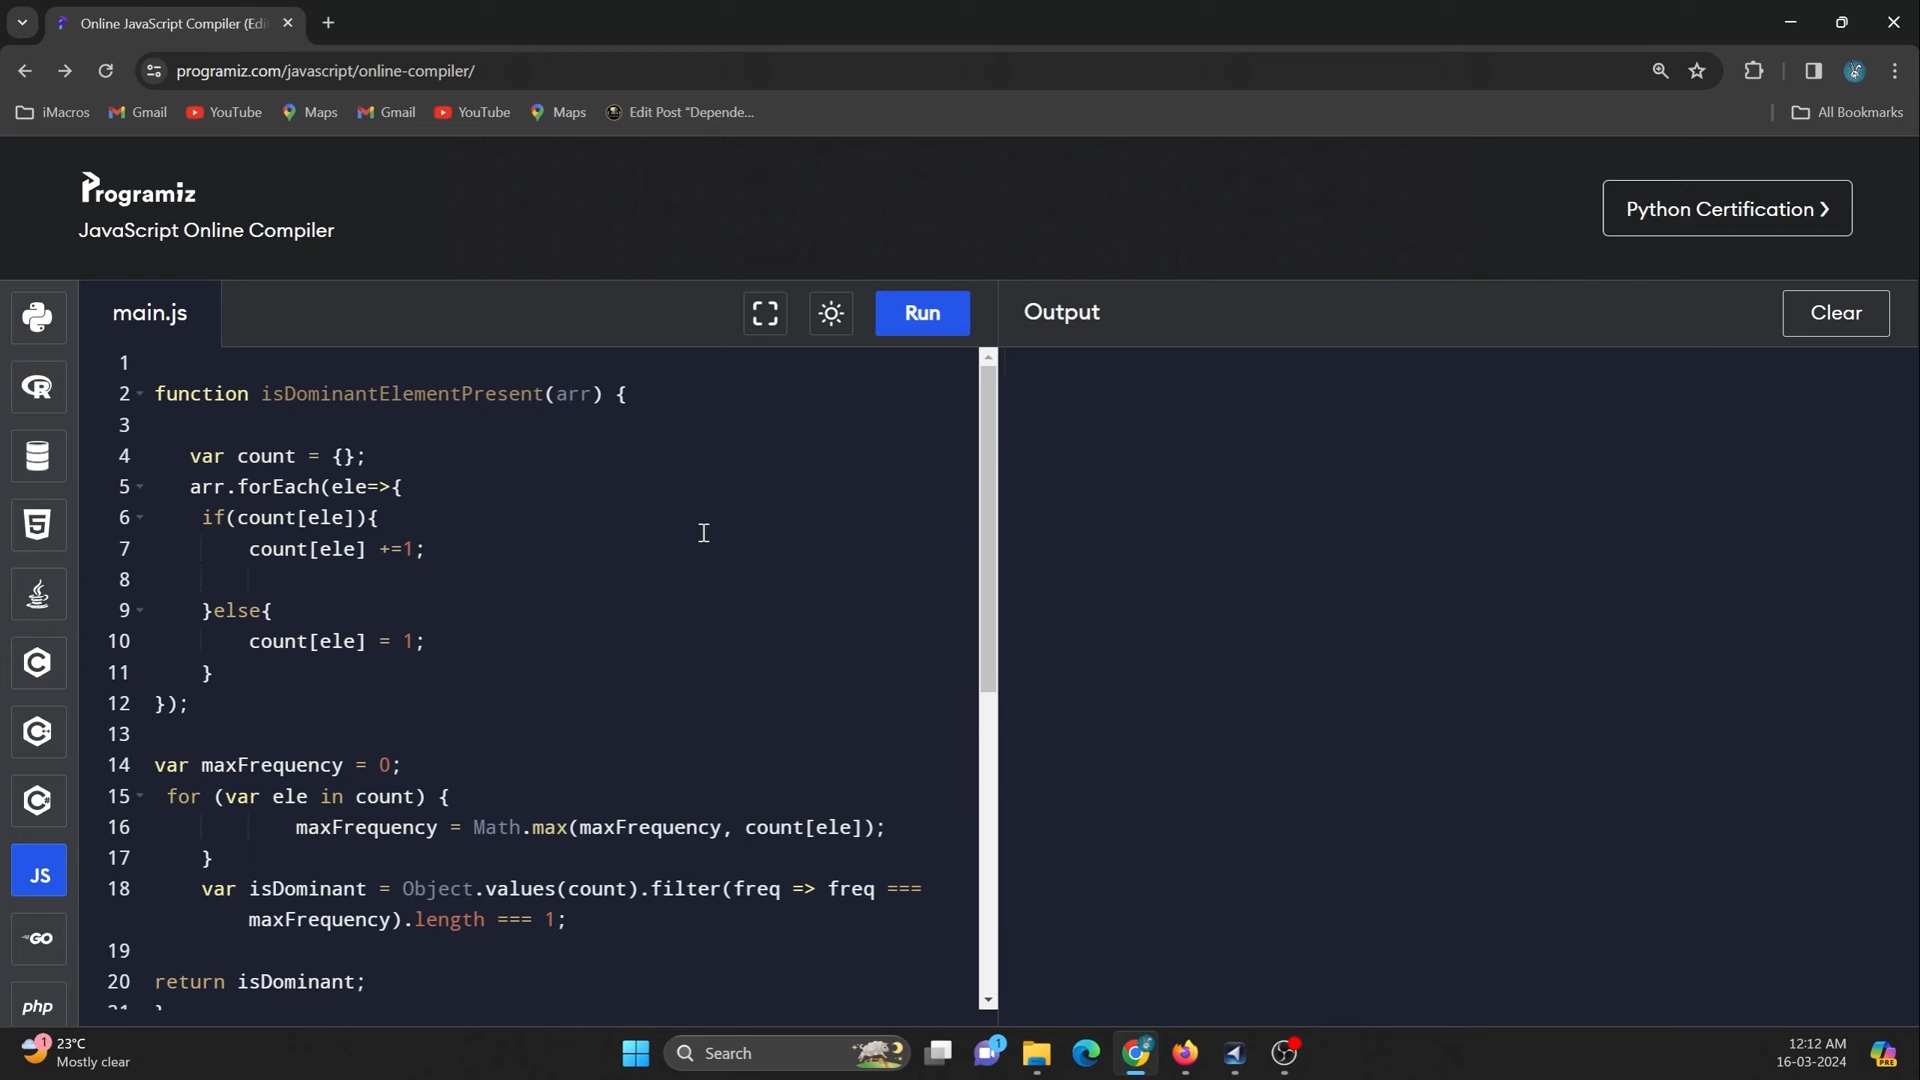 Online JavaScript Compiler (Edi
programiz.com/javascript/online-compiler/
iMacros Gmail YouTube Maps Gmail YouTube Maps Edit Post “Depende... All Bookmarks
Programiz
JavaScript Online Compiler
Python Certification ❯
main.js
Run
Output
Clear
1
2 function isDominantElementPresent(arr) {
3
4 var count = {};
5 arr.forEach(ele=>{
6 if(count[ele]){
7 count[ele] +=1;
8
9 }else{
10 count[ele] = 1;
11 }
12 });
13
14 var maxFrequency = 0;
15 for (var ele in count) {
16 maxFrequency = Math.max(maxFrequency, count[ele]);
17 }
18 var isDominant = Object.values(count).filter(freq => freq ===
maxFrequency).length === 1;
19
20 return isDominant;
R
5
C
C
C
JS
GO
php
1
23°C
Mostly clear
Search
1
PRE
12:12 AM
16-03-2024